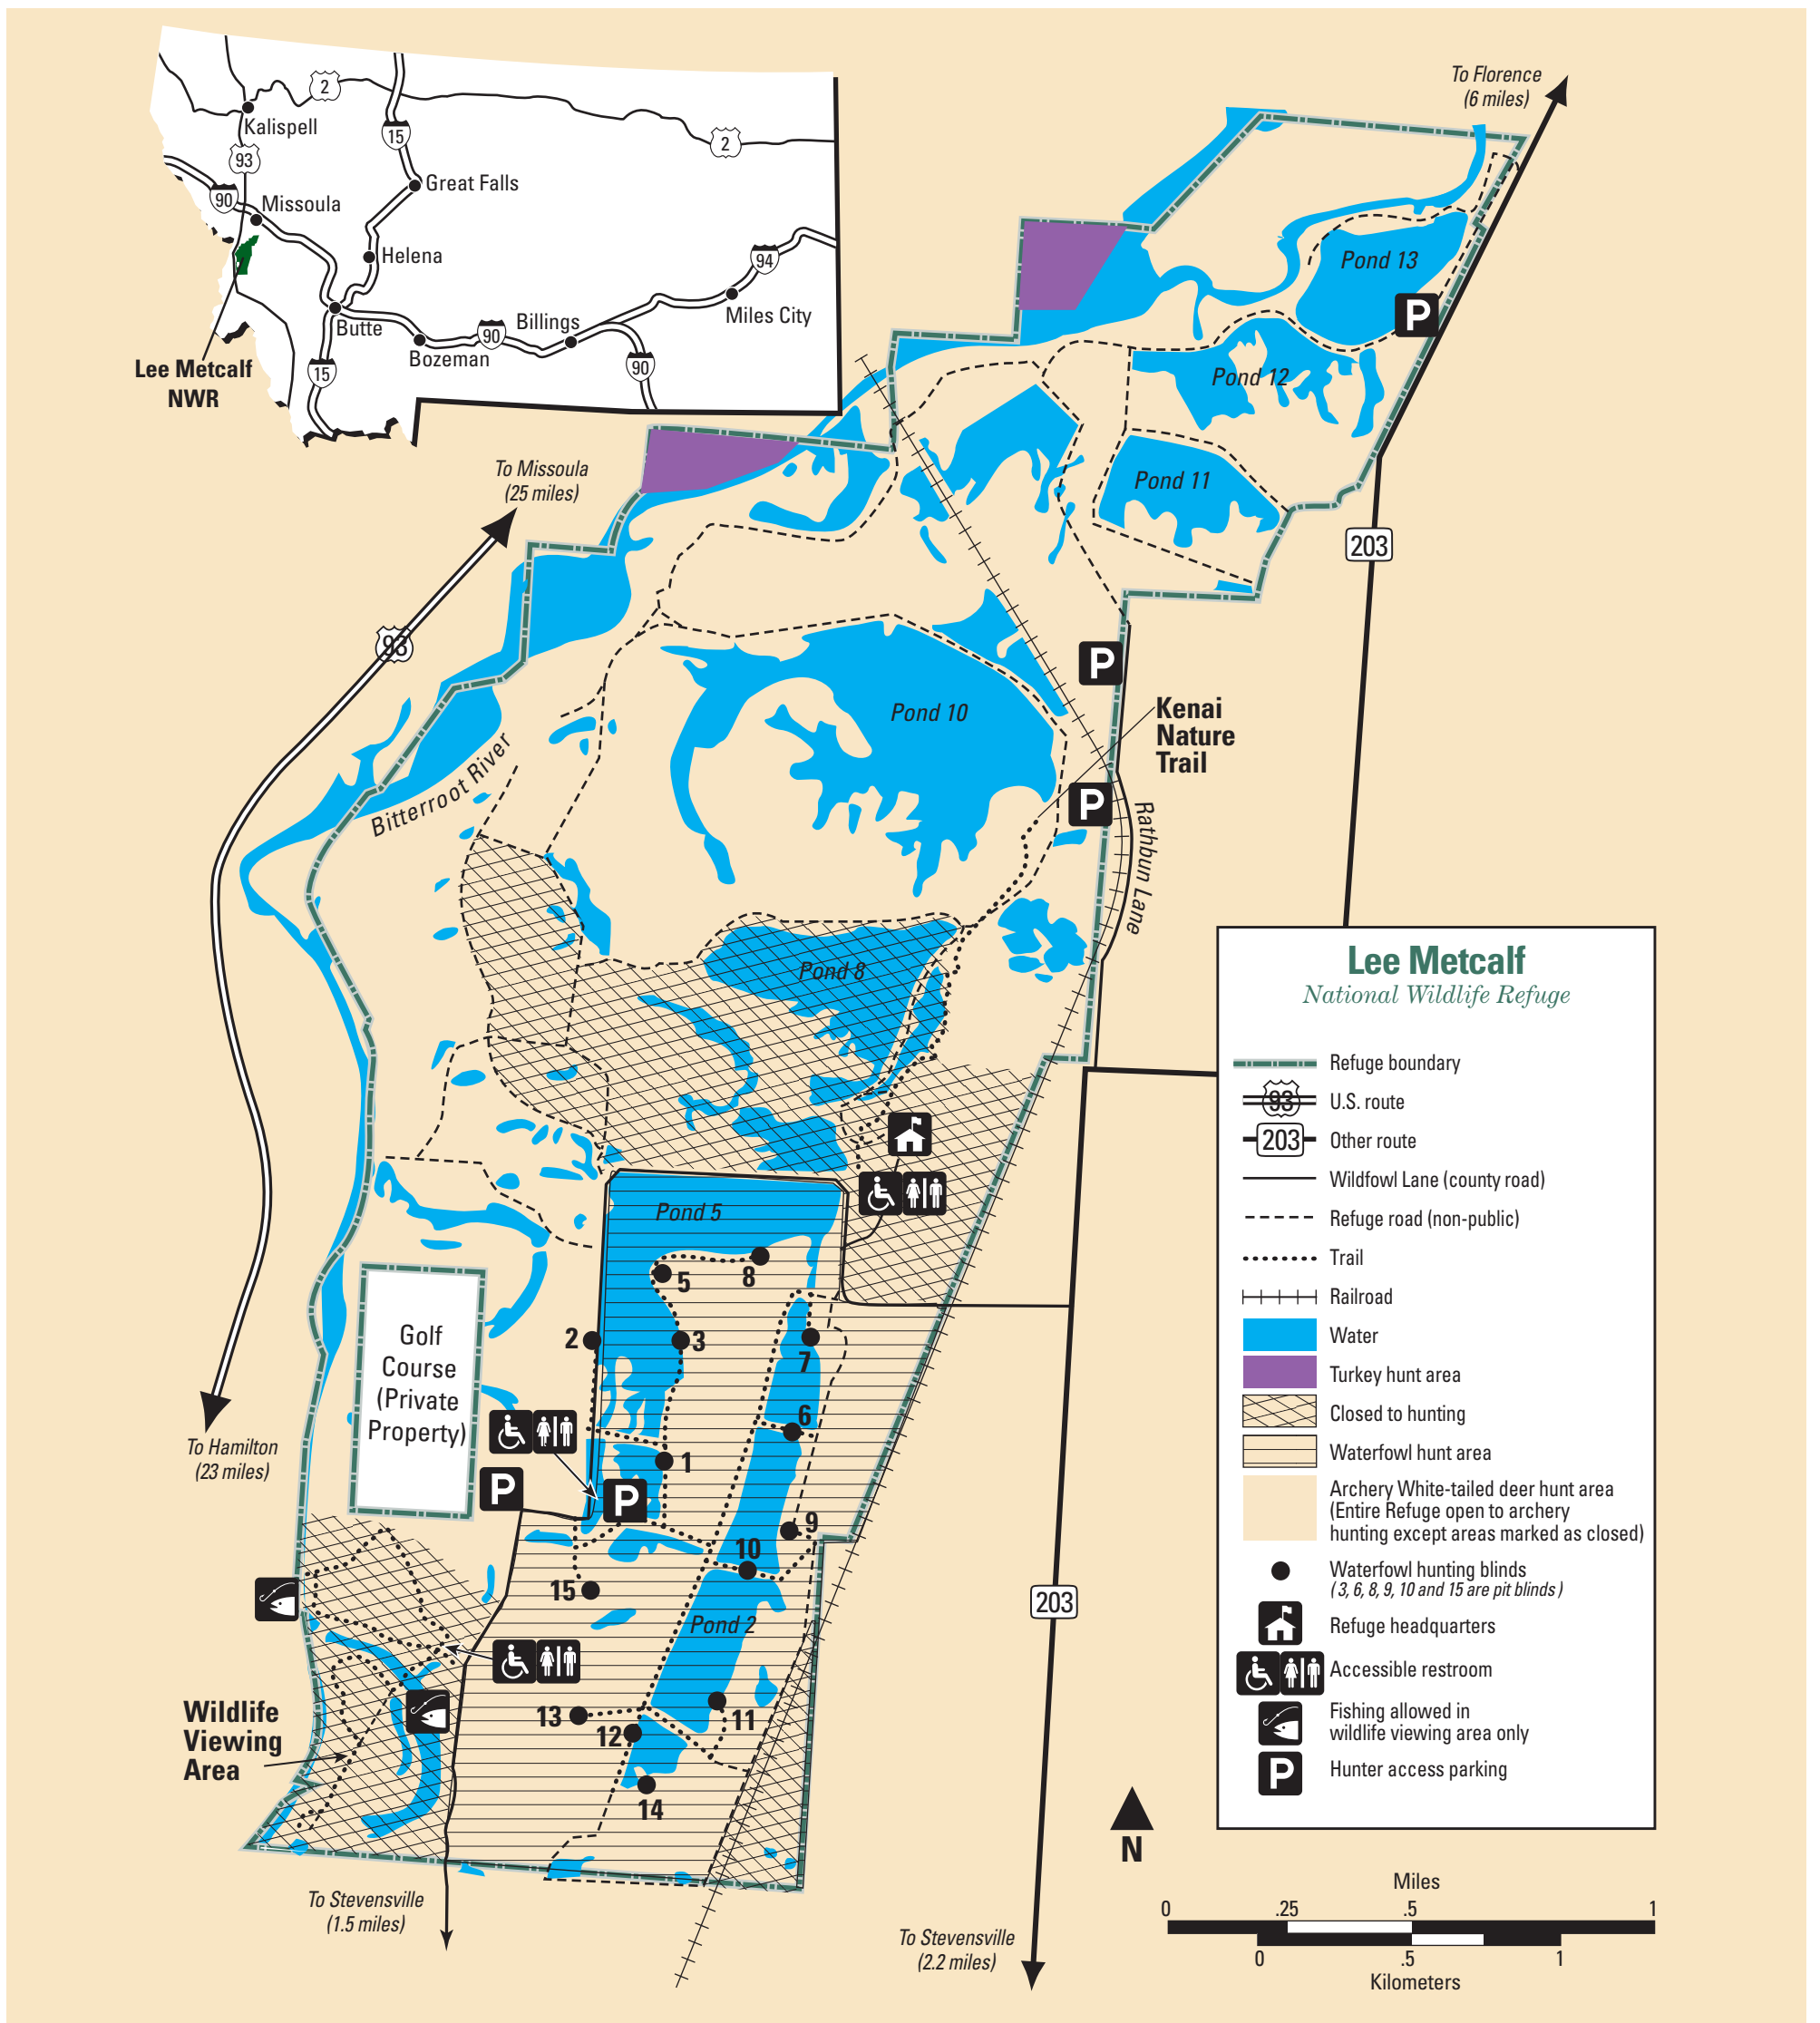 2
2
Kalispell
93
15
Great Falls
90
Missoula
Helena
94
Butte
Bozeman
90
Billings
Miles City
15
90
Lee Metcalf
NWR
To Florence
(6 miles)
Pond 13
P
Pond 12
Pond 11
203
To Missoula
(25 miles)
93
Bitterroot River
Pond 10
P
Kenai
Nature
Trail
P
Rathbun Lane
Pond 8
Pond 5
5
8
2
3
7
6
1
P
P
9
10
15
Pond 2
13
12
11
14
Golf
Course
(Private
Property)
To Hamilton
(23 miles)
Wildlife
Viewing
Area
To Stevensville
(1.5 miles)
To Stevensville
(2.2 miles)
203
N
Lee Metcalf
National Wildlife Refuge
Refuge boundary
93
U.S. route
203
Other route
Wildfowl Lane (county road)
Refuge road (non-public)
Trail
Railroad
Water
Turkey hunt area
Closed to hunting
Waterfowl hunt area
Archery White-tailed deer hunt area
(Entire Refuge open to archery
hunting except areas marked as closed)
Waterfowl hunting blinds
(3, 6, 8, 9, 10 and 15 are pit blinds)
Refuge headquarters
Accessible restroom
Fishing allowed in
wildlife viewing area only
P
Hunter access parking
Miles
0 .25 .5 1
0 .5 1
Kilometers